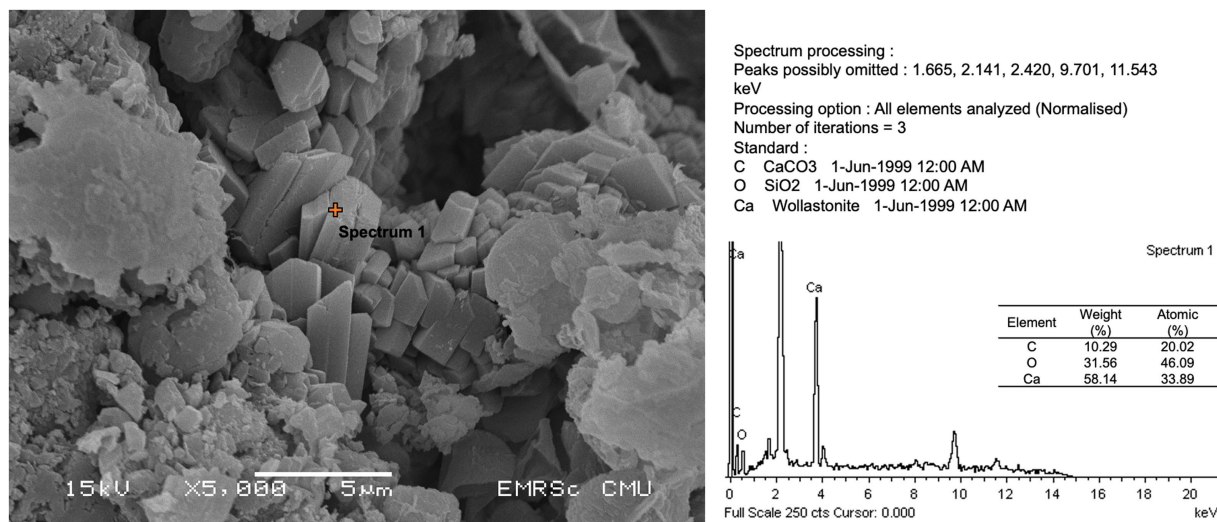 Spectrum 1
15kV X5,000 5µm EMRSc CMU
Spectrum processing :
Peaks possibly omitted : 1.665, 2.141, 2.420, 9.701, 11.543
keV
Processing option : All elements analyzed (Normalised)
Number of iterations = 3
Standard :
C CaCO3 1-Jun-1999 12:00 AM
O SiO2 1-Jun-1999 12:00 AM
Ca Wollastonite 1-Jun-1999 12:00 AM
Spectrum 1
Ca
Ca
C
O
Element Weight (%) Atomic (%)
C 10.29 20.02
O 31.56 46.09
Ca 58.14 33.89
0 2 4 6 8 10 12 14 16 18 20
Full Scale 250 cts Cursor: 0.000 keV